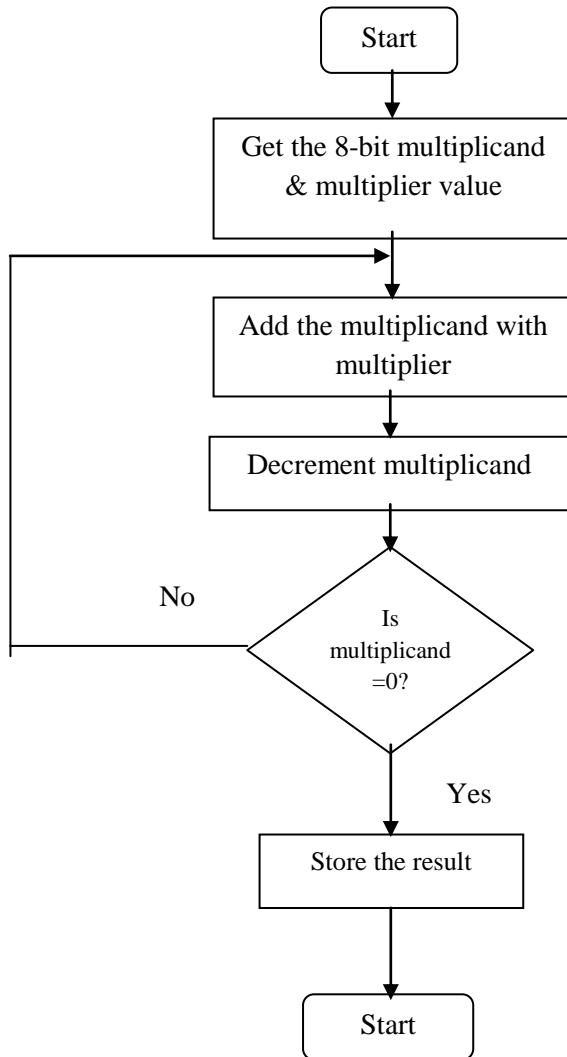 Start
Get the 8-bit multiplicand
& multiplier value
Add the multiplicand with
multiplier
Decrement multiplicand
No
Is
multiplicand
=0?
Yes
Store the result
Start